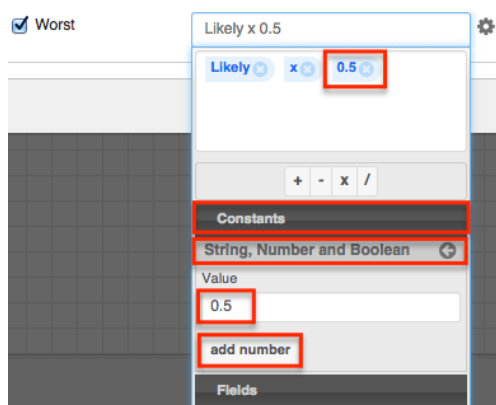 Worst
Likely x 0.5
Likely x 0.5
+ - x /
Constants
String, Number and Boolean
Value
0.5
add number
Fields